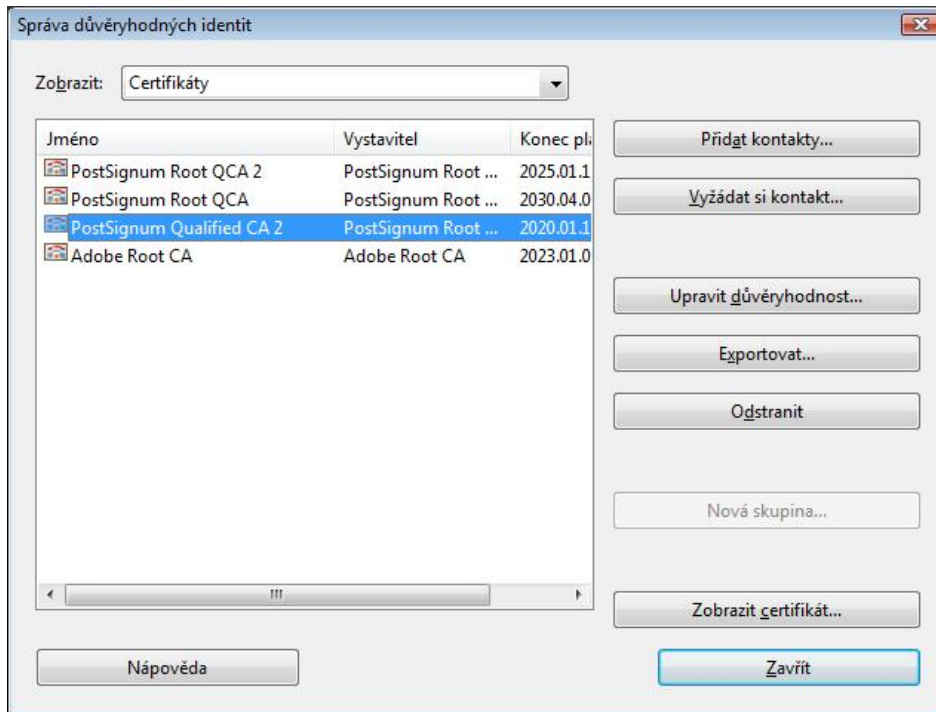 Správa důvěryhodných identit
Zobrazit: Certifikáty
Jméno Vystavitel Konec pl
PostSignum Root QCA 2 PostSignum Root ... 2025.01.1
PostSignum Root QCA PostSignum Root ... 2030.04.0
PostSignum Qualified CA 2 PostSignum Root ... 2020.01.1
Adobe Root CA Adobe Root CA 2023.01.0
Přidat kontakty...
Vyžádát si kontakt...
Upravit důvěryhodnost...
Exportovat...
Odstranit
Nová skupina...
Zobrazit certifikát...
Nápověda
Zavřít